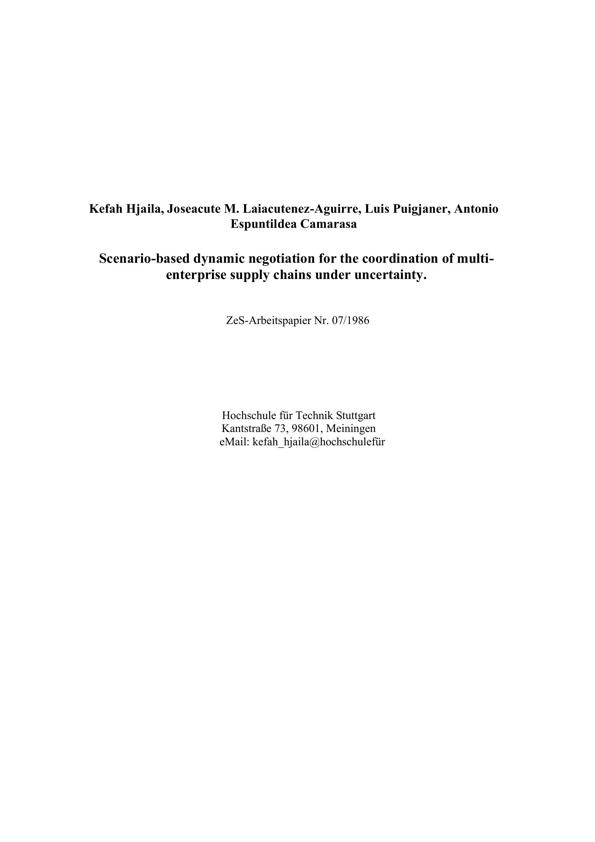 Kefah Hjaila, Joseacute M. Laiacutenez-Aguirre, Luis Puigjaner, Antonio
Espuntildea Camarasa
Scenario-based dynamic negotiation for the coordination of multi-
enterprise supply chains under uncertainty.
ZeS-Arbeitspapier Nr. 07/1986
Hochschule für Technik Stuttgart
Kantstraße 73, 98601, Meiningen
eMail: kefah_hjaila@hochschulefür